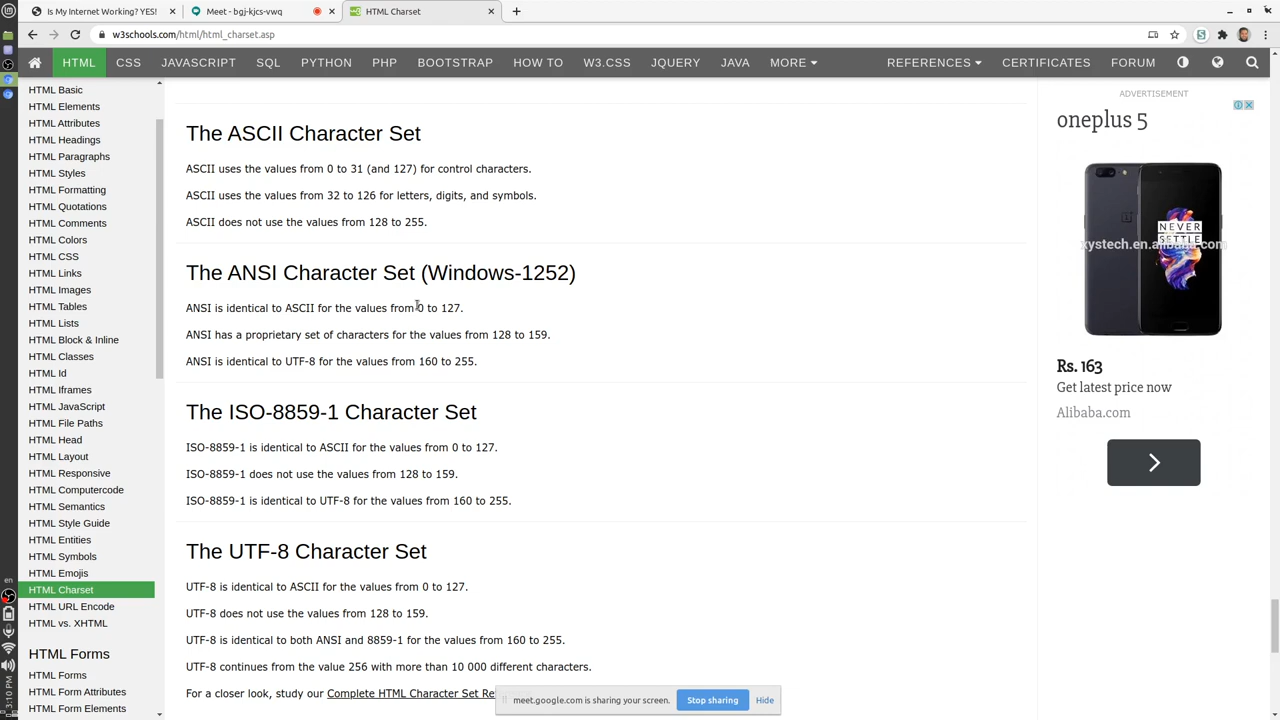 Is My Internet Working? YES!
Meet - bgj-kjcs-vwq
HTML Charset
w3schools.com/html/html_charset.asp
HTML
CSS
JAVASCRIPT
SQL
PYTHON
PHP
BOOTSTRAP
HOW TO
W3.CSS
JQUERY
JAVA
MORE
REFERENCES
CERTIFICATES
FORUM
HTML Basic
HTML Elements
HTML Attributes
HTML Headings
HTML Paragraphs
HTML Styles
HTML Formatting
HTML Quotations
HTML Comments
HTML Colors
HTML CSS
HTML Links
HTML Images
HTML Tables
HTML Lists
HTML Block & Inline
HTML Classes
HTML Id
HTML Iframes
HTML JavaScript
HTML File Paths
HTML Head
HTML Layout
HTML Responsive
HTML Computercode
HTML Semantics
HTML Style Guide
HTML Entities
HTML Symbols
HTML Emojis
HTML Charset
HTML URL Encode
HTML vs. XHTML
HTML Forms
HTML Forms
HTML Form Attributes
HTML Form Elements
The ASCII Character Set
ASCII uses the values from 0 to 31 (and 127) for control characters.
ASCII uses the values from 32 to 126 for letters, digits, and symbols.
ASCII does not use the values from 128 to 255.
The ANSI Character Set (Windows-1252)
ANSI is identical to ASCII for the values from 0 to 127.
ANSI has a proprietary set of characters for the values from 128 to 159.
ANSI is identical to UTF-8 for the values from 160 to 255.
The ISO-8859-1 Character Set
ISO-8859-1 is identical to ASCII for the values from 0 to 127.
ISO-8859-1 does not use the values from 128 to 159.
ISO-8859-1 is identical to UTF-8 for the values from 160 to 255.
The UTF-8 Character Set
UTF-8 is identical to ASCII for the values from 0 to 127.
UTF-8 does not use the values from 128 to 159.
UTF-8 is identical to both ANSI and 8859-1 for the values from 160 to 255.
UTF-8 continues from the value 256 with more than 10 000 different characters.
For a closer look, study our Complete HTML Character Set
meet.google.com is sharing your screen.
Stop sharing
Hide
ADVERTISEMENT
oneplus 5
NEVER
SETTLE
xystech.en.alibaba.com
Rs. 163
Get latest price now
Alibaba.com
en
3:10 PM